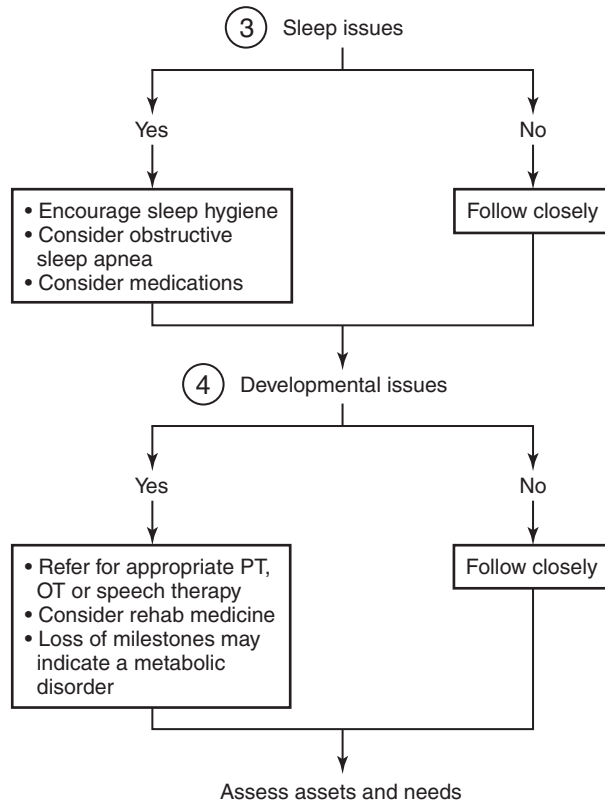 3 Sleep issues
Yes
No
• Encourage sleep hygiene
• Consider obstructive
sleep apnea
• Consider medications
Follow closely
4 Developmental issues
Yes
No
• Refer for appropriate PT,
OT or speech therapy
• Consider rehab medicine
• Loss of milestones may
indicate a metabolic
disorder
Follow closely
Assess assets and needs